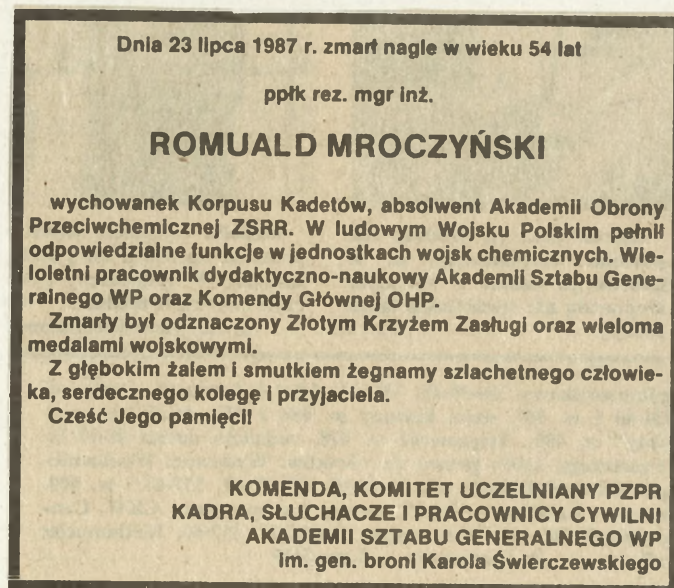 Dnia 23 lipca 1987 r. zmarł nagle w wieku 54 lat
ppłk rez. mgr inż.
ROMUALD MROCZYŃSKI
wychowanek Korpusu Kadetów, absolwent Akademii Obrony
Przeciwchemicznej ZSRR. W ludowym Wojsku Polskim pełnił
odpowiedzialne funkcje w jednostkach wojsk chemicznych. Wie-
loletni pracownik dydaktyczno-naukowy Akademii Sztabu Gene-
ralnego WP oraz Komendy Głównej OHP.
Zmarły był odznaczony Złotym Krzyżem Zasługi oraz wieloma
medalami wojskowymi.
Z głębokim żalem i smutkiem żegnamy szlachetnego człowie-
ka, serdecznego kolegę i przyjaciela.
Cześć Jego pamięci!
KOMENDA, KOMITET UCZELNIANY PZPR
KADRA, SŁUCHACZE I PRACOWNICY CYWILNI
AKADEMII SZTABU GENERALNEGO WP
im. gen. broni Karola Świerczewskiego